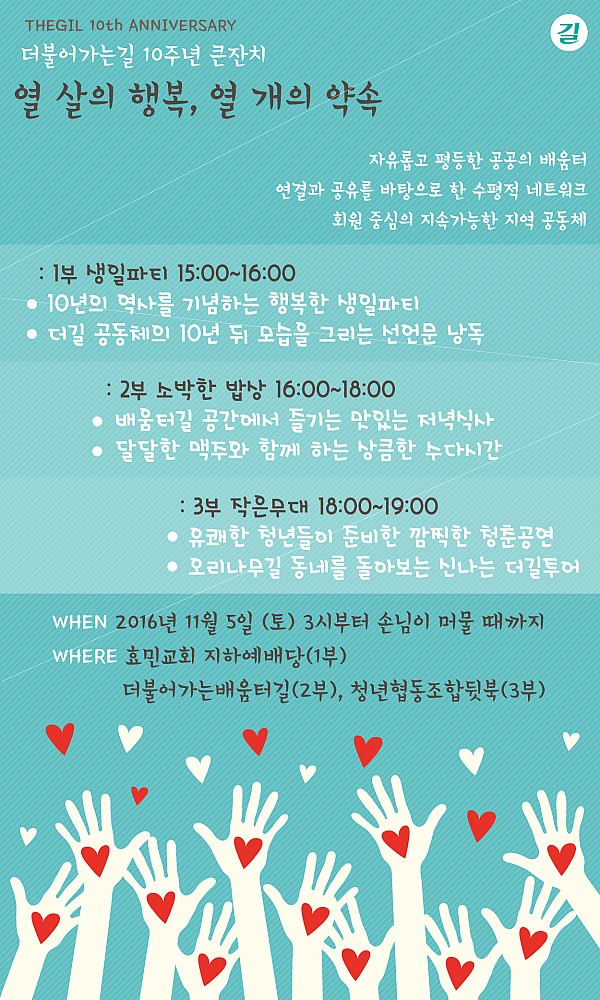 THEGIL 10th ANNIVERSARY
길
더불어가는길 10주년 큰잔치
열 살의 행복, 열 개의 약속
자유롭고 평등한 공공의 배움터
연결과 공유를 바탕으로 한 수평적 네트워크
회원 중심의 지속가능한 지역 공동체
: 1부 생일파티 15:00~16:00
● 10년의 역사를 기념하는 행복한 생일파티
● 더길 공동체의 10년 뒤 모습을 그리는 선언문 낭독
: 2부 소박한 밥상 16:00~18:00
● 배움터길 공간에서 즐기는 맛있는 저녁식사
● 달달한 맥주와 함께 하는 상큼한 수다시간
: 3부 작은무대 18:00~19:00
● 유쾌한 청년들이 준비한 깜찍한 청춘공연
● 오리나무길 동네를 돌아보는 신나는 더길투어
WHEN 2016년 11월 5일 (토) 3시부터 손님이 머물 때까지
WHERE 효민교회 지하예배당(1부)
더불어가는배움터길(2부), 청년협동조합뒷북(3부)